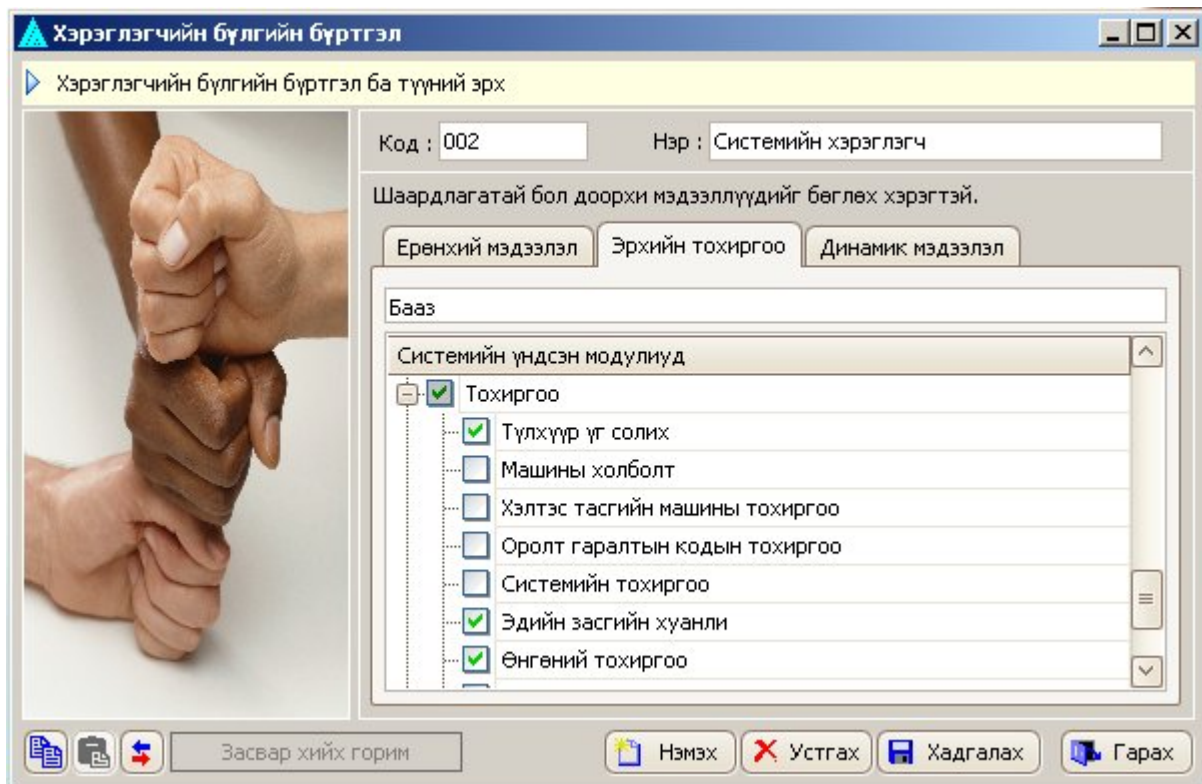 Хэрэглэгчийн бүлгийн бүртгэл
Хэрэглэгчийн бүлгийн бүртгэл ба түүний эрх
Код : 002 Нэр : Системийн хэрэглэгч
Шаардлагатай бол доорхи мэдээллүүдийг бөглөх хэрэгтэй.
Ерөнхий мэдээлэл Эрхийн тохиргоо Динамик мэдээлэл
Бааз
Системийн үндсэн модулиуд
Тохиргоо
Түлхүүр үг солих
Машины холболт
Хэлтэс тасгийн машины тохиргоо
Оролт гаралтын кодын тохиргоо
Системийн тохиргоо
Эдийн засгийн хуанли
Өнгөний тохиргоо
Засвар хийх горим Нэмэх Устгах Хадгалах Гарах